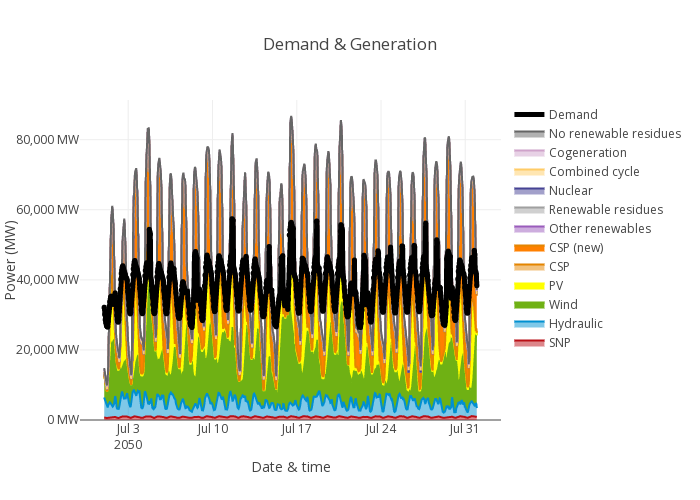 Demand & Generation
80,000 MW
60,000 MW
40,000 MW
20,000 MW
0 MW
Power (MW)
Jul 3
2050
Jul 10
Jul 17
Jul 24
Jul 31
Date & time
Demand
No renewable residues
Cogeneration
Combined cycle
Nuclear
Renewable residues
Other renewables
CSP (new)
CSP
PV
Wind
Hydraulic
SNP